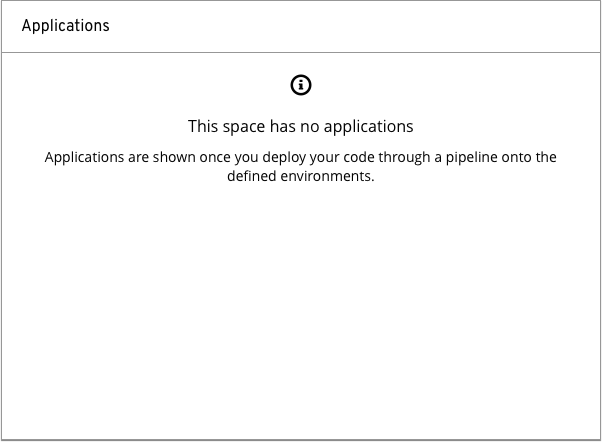 Applications
This space has no applications
Applications are shown once you deploy your code through a pipeline onto the
defined environments.